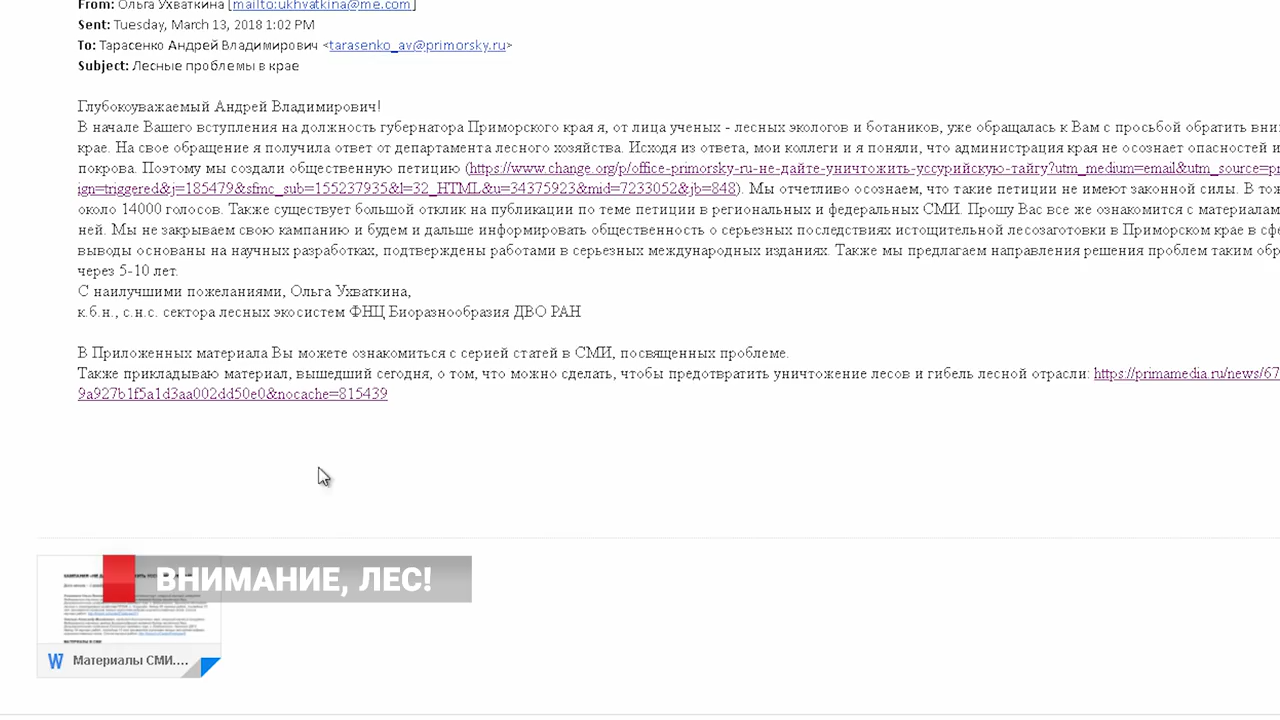 From: Ольга Ухваткина [mailto:ukhvatkina@me.com]
Sent: Tuesday, March 13, 2018 1:02 PM
To: Тарасенко Андрей Владимирович <tarasenko_av@primorsky.ru>
Subject: Лесные проблемы в крае
Глубокоуважаемый Андрей Владимирович!
В начале Вашего вступления на должность губернатора Приморского края я, от лица ученых - лесных экологов и ботаников, уже обращалась к Вам с просьбой обратить вни
крае. На свое обращение я получила ответ от департамента лесного хозяйства. Исходя из ответа, мои коллеги и я поняли, что администрация края не осознает опасностей и
покрова. Поэтому мы создали общественную петицию (https://www.change.org/p/office-primorsky-ru-не-дайте-уничтожить-уссурийскую-тайгу?utm_medium=email&utm_source=pr
ign=triggered&j=185479&sfmc_sub=155237935&l=32_HTML&u=34375923&mid=7233052&jb=848). Мы отчетливо осознаем, что такие петиции не имеют законной силы. В тож
около 14000 голосов. Также существует большой отклик на публикации по теме петиции в региональных и федеральных СМИ. Прошу Вас все же ознакомится с материалам
ней. Мы не закрываем свою кампанию и будем и дальше информировать общественность о серьезных последствиях истощительной лесозаготовки в Приморском крае в сфе
выводы основаны на научных разработках, подтверждены работами в серьезных международных изданиях. Также мы предлагаем направления решения проблем таким обр
через 5-10 лет.
С наилучшими пожеланиями, Ольга Ухваткина,
к.б.н., с.н.с. сектора лесных экосистем ФНЦ Биоразнообразия ДВО РАН
В Приложенных материала Вы можете ознакомиться с серией статей в СМИ, посвященных проблеме.
Также прикладываю материал, вышедший сегодня, о том, что можно сделать, чтобы предотвратить уничтожение лесов и гибель лесной отрасли: https://primamedia.ru/news/67
9a927b1f5a1d3aa002dd50e0&nocache=815439
ВНИМАНИЕ, ЛЕС!
МАТЕРИАЛЫ В СМИ
W Материалы СМИ....